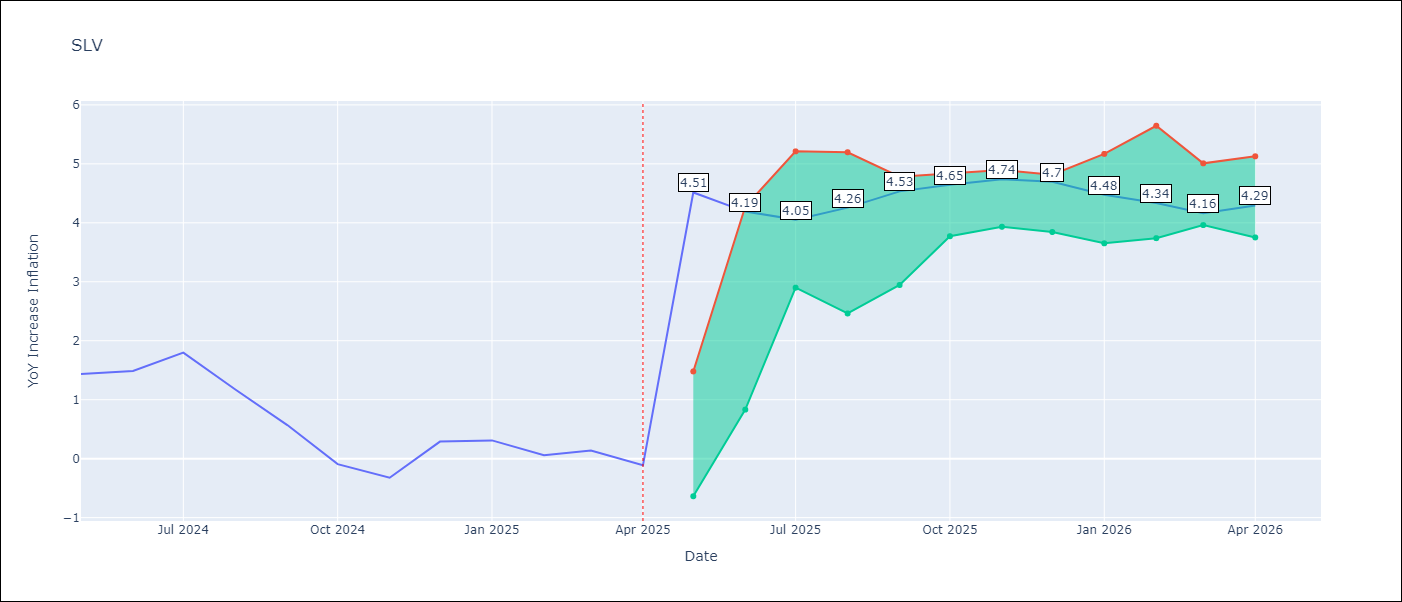 SLV
YoY Increase Inflation
6
5
4
3
2
1
0
−1
4.51
4.19
4.05
4.26
4.53
4.65
4.74
4.7
4.48
4.34
4.16
4.29
Jul 2024
Oct 2024
Jan 2025
Apr 2025
Jul 2025
Oct 2025
Jan 2026
Apr 2026
Date